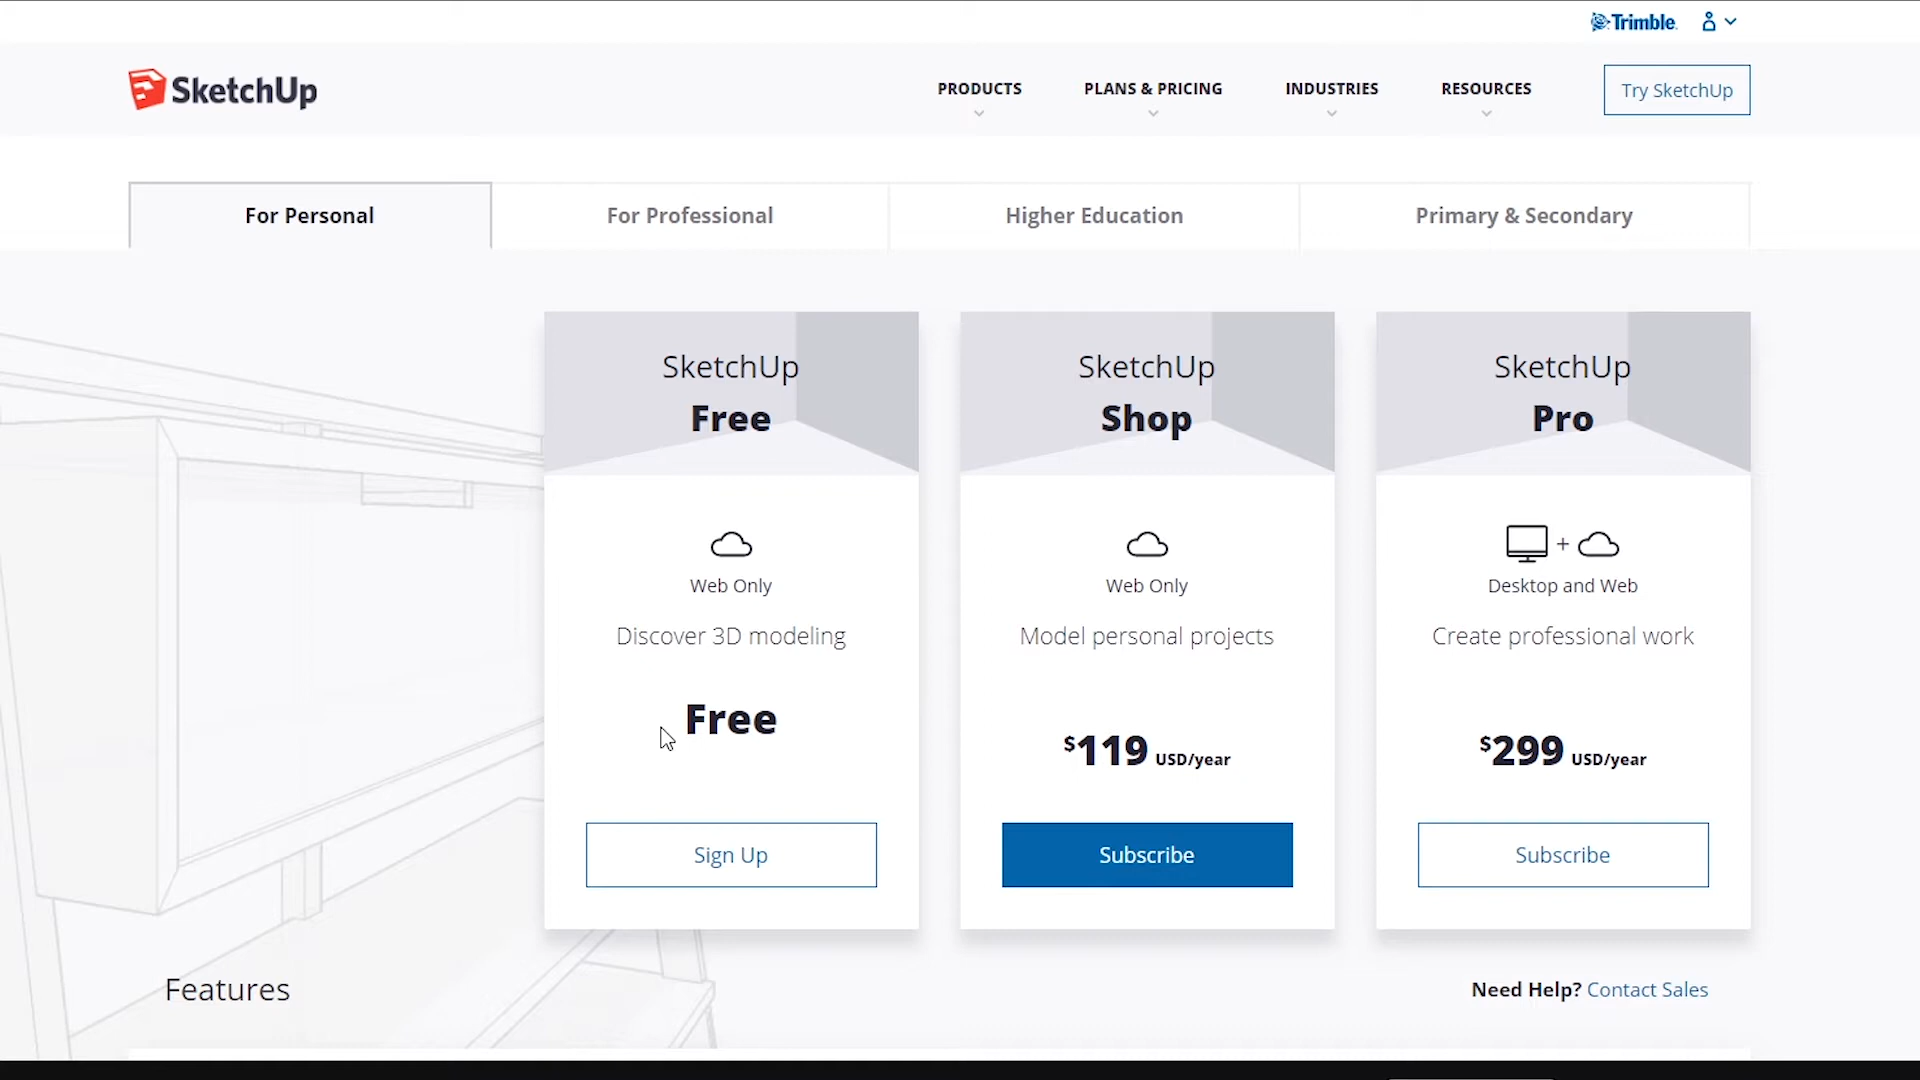 Trimble
SketchUp
PRODUCTS
PLANS & PRICING
INDUSTRIES
RESOURCES
Try SketchUp
For Personal
For Professional
Higher Education
Primary & Secondary
SketchUp
Free
Web Only
Discover 3D modeling
Free
Sign Up
SketchUp
Shop
Web Only
Model personal projects
$119 USD/year
Subscribe
SketchUp
Pro
+
Desktop and Web
Create professional work
$299 USD/year
Subscribe
Features
Need Help? Contact Sales